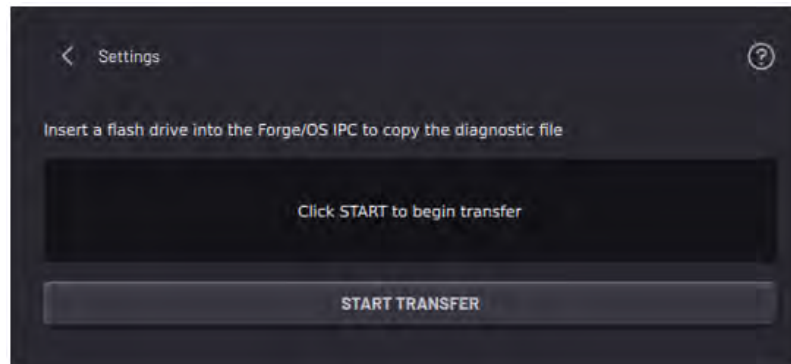 Settings
?
Insert a flash drive into the Forge/OS IPC to copy the diagnostic file
Click START to begin transfer
START TRANSFER